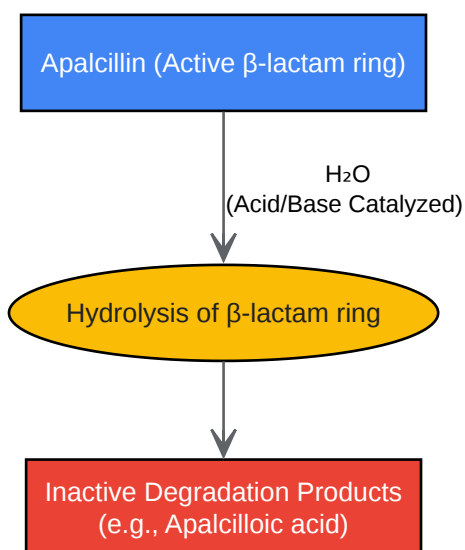 Apalcillin (Active β-lactam ring)
H₂O
(Acid/Base Catalyzed)
Hydrolysis of β-lactam ring
Inactive Degradation Products
(e.g., Apalcilloic acid)